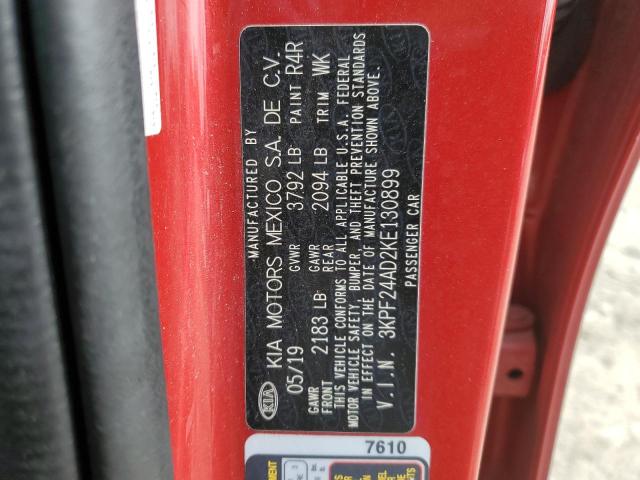 MANUFACTURED BY
KIA KIA MOTORS MEXICO S.A. DE C.V.
05/19 GVWR 3792 LB PAINT R4R
GAWR FRONT 2183 LB GAWR REAR 2094 LB TRIM WK
THIS VEHICLE CONFORMS TO ALL APPLICABLE U.S.A. FEDERAL
MOTOR VEHICLE SAFETY, BUMPER, AND THEFT PREVENTION STANDARDS
IN EFFECT ON THE DATE OF MANUFACTURE SHOWN ABOVE.
V.I.N. 3KPF24AD2KE130899
PASSENGER CAR
7610